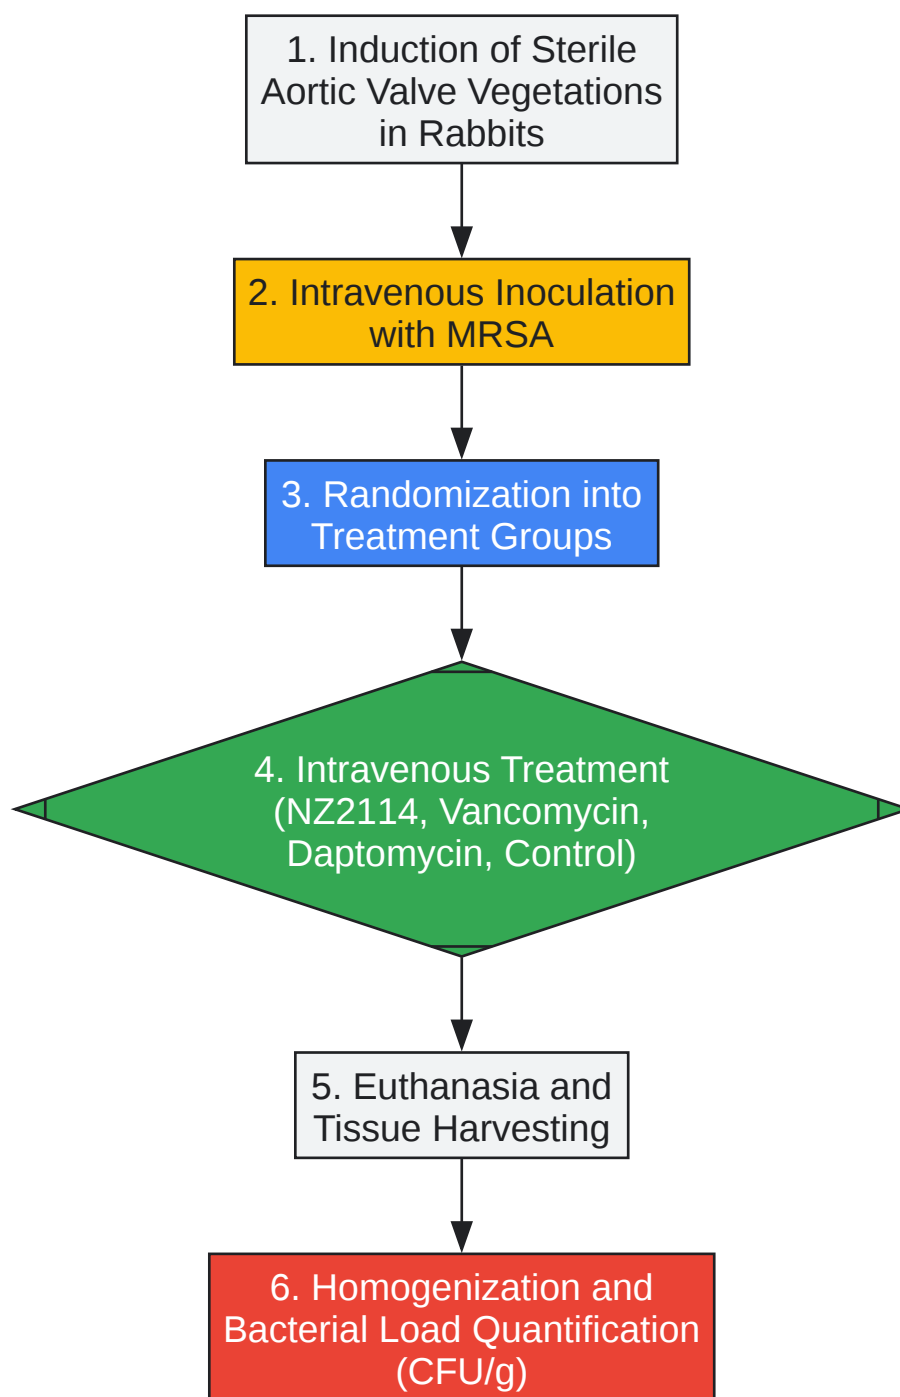 1. Induction of Sterile
Aortic Valve Vegetations
in Rabbits
2. Intravenous Inoculation
with MRSA
3. Randomization into
Treatment Groups
4. Intravenous Treatment
(NZ2114, Vancomycin,
Daptomycin, Control)
5. Euthanasia and
Tissue Harvesting
6. Homogenization and
Bacterial Load Quantification
(CFU/g)